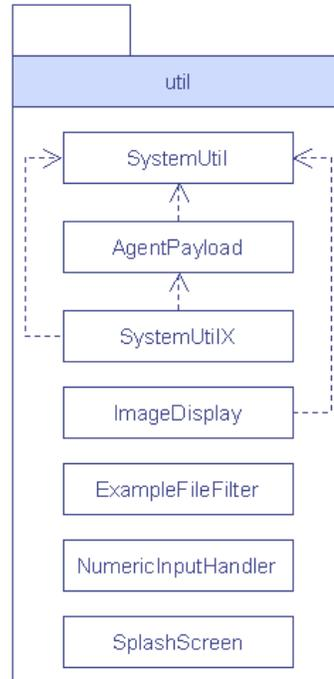 util
SystemUtil
AgentPayload
SystemUtilX
ImageDisplay
ExampleFileFilter
NumericInputHandler
SplashScreen